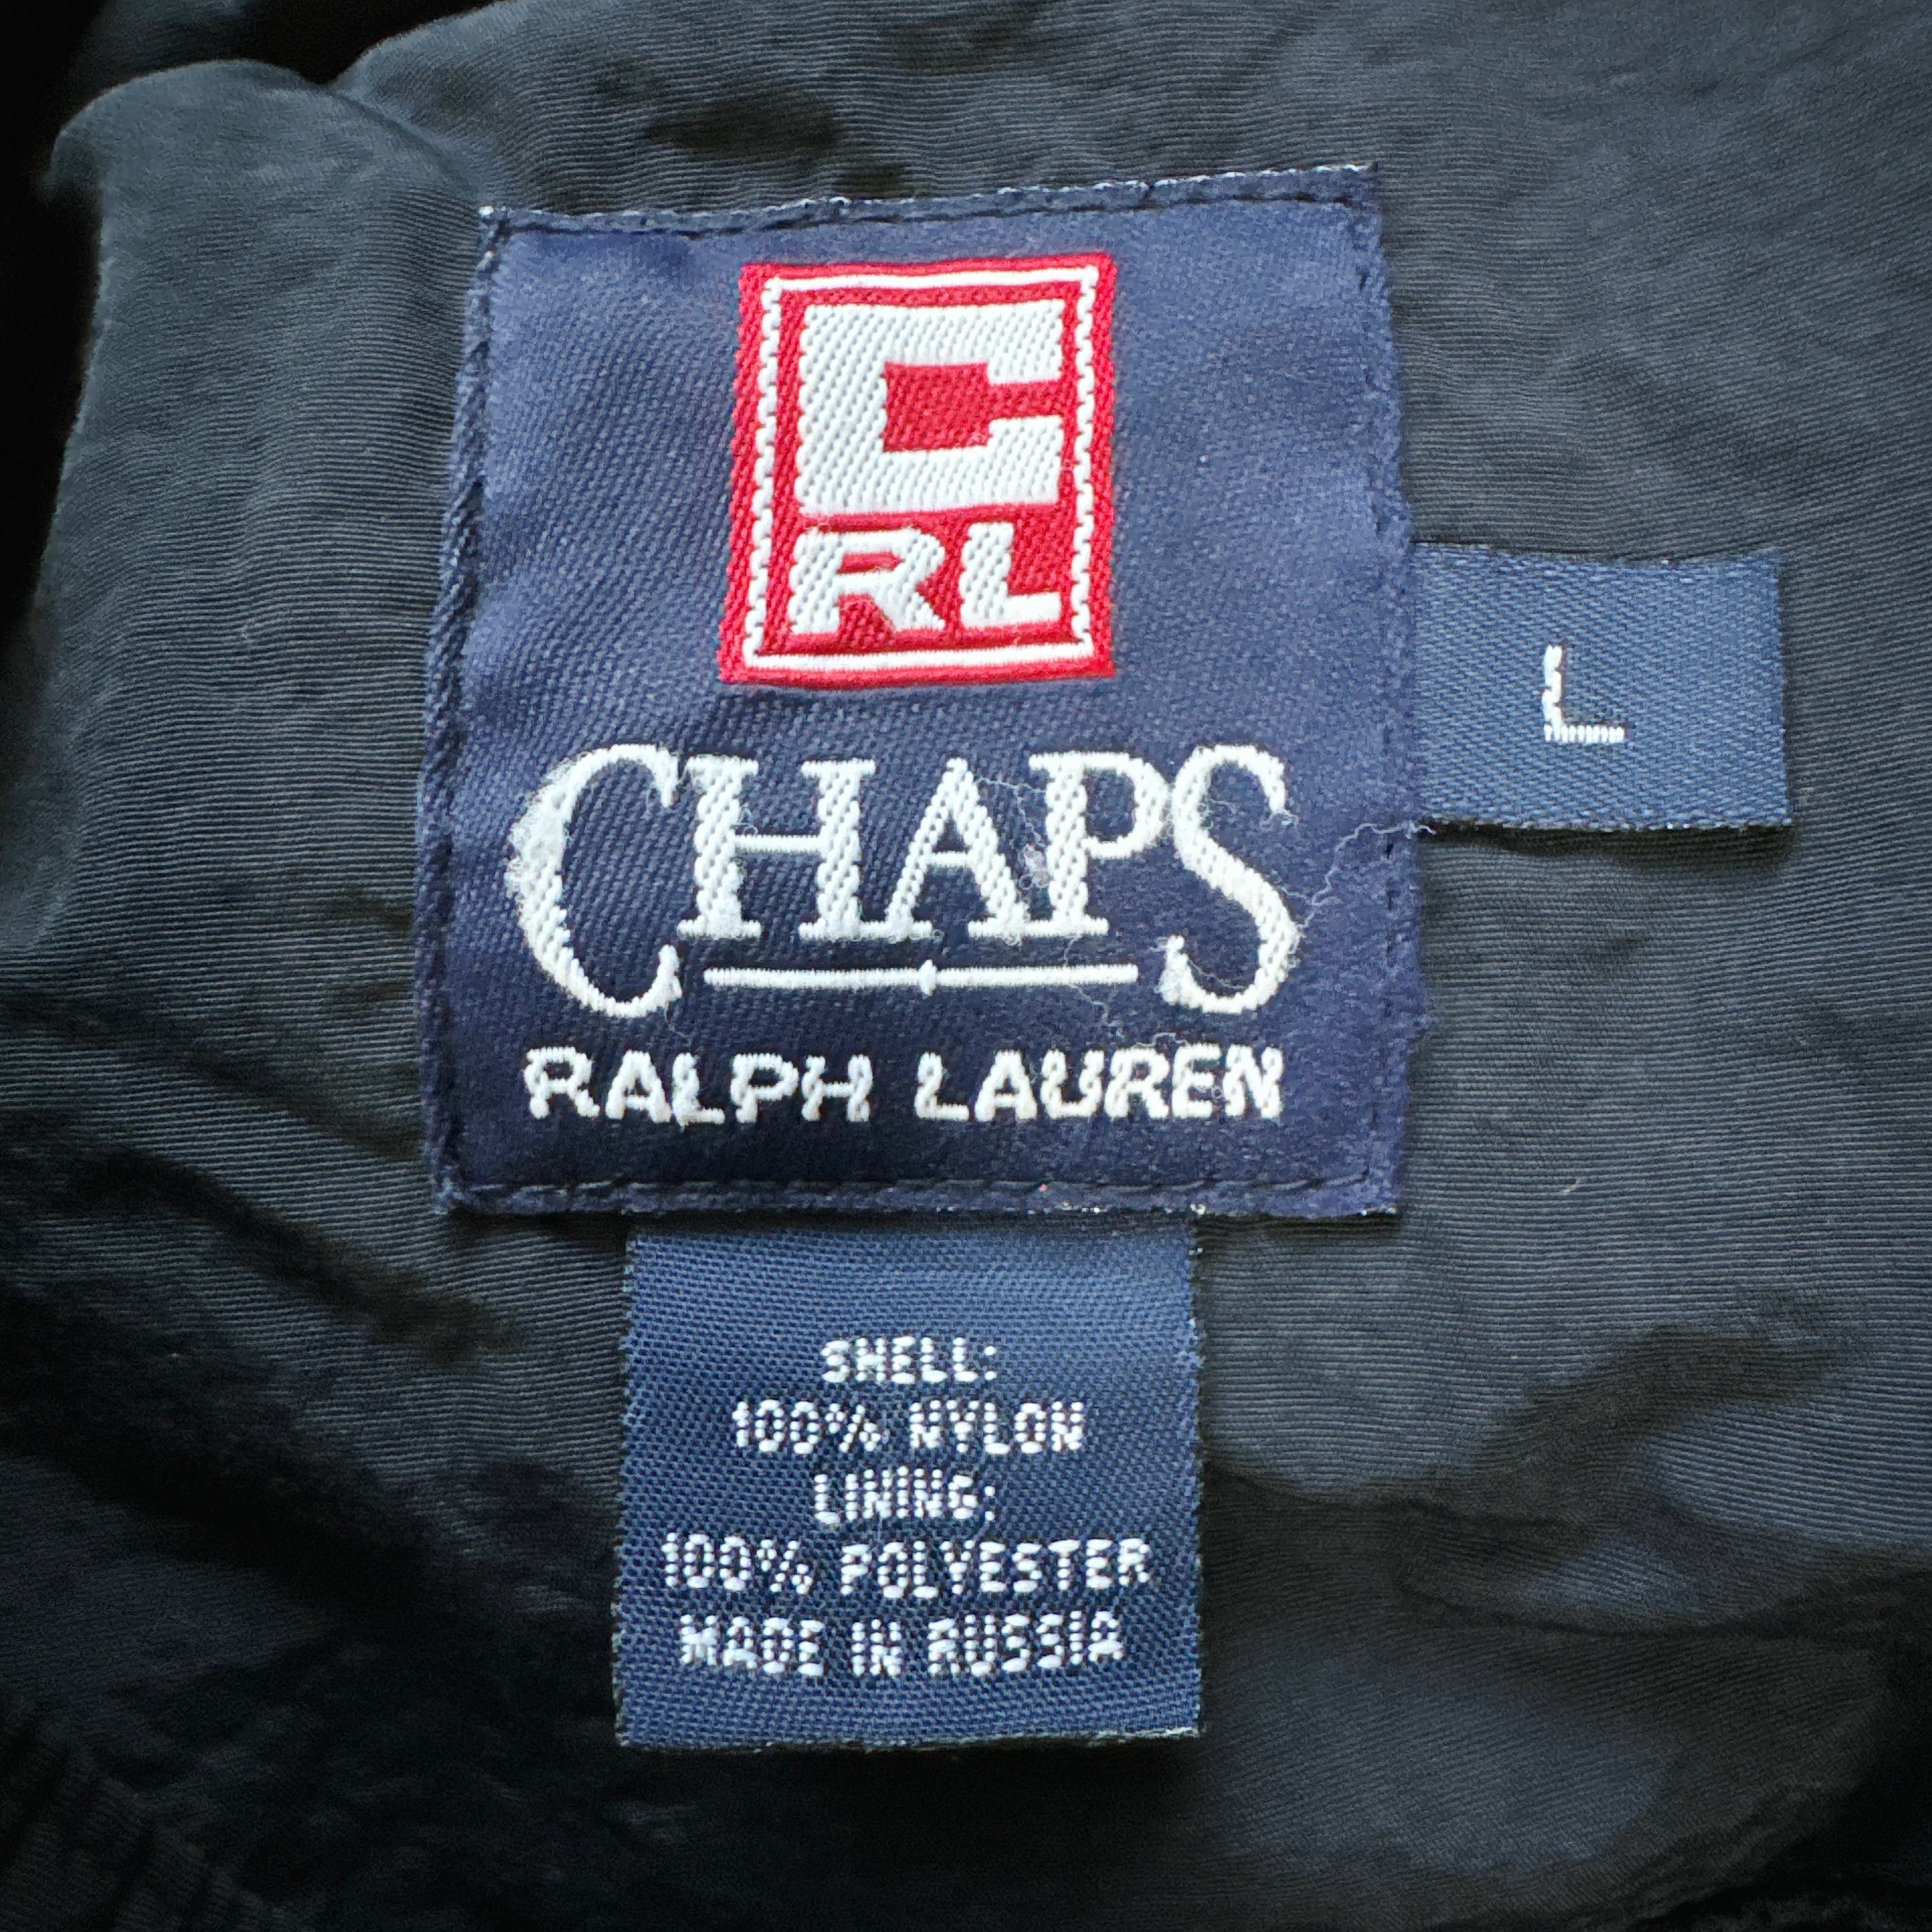 C
RL
CHAPS
RALPH LAUREN
L
SHELL:
100% NYLON
LINING:
100% POLYESTER
MADE IN RUSSIA